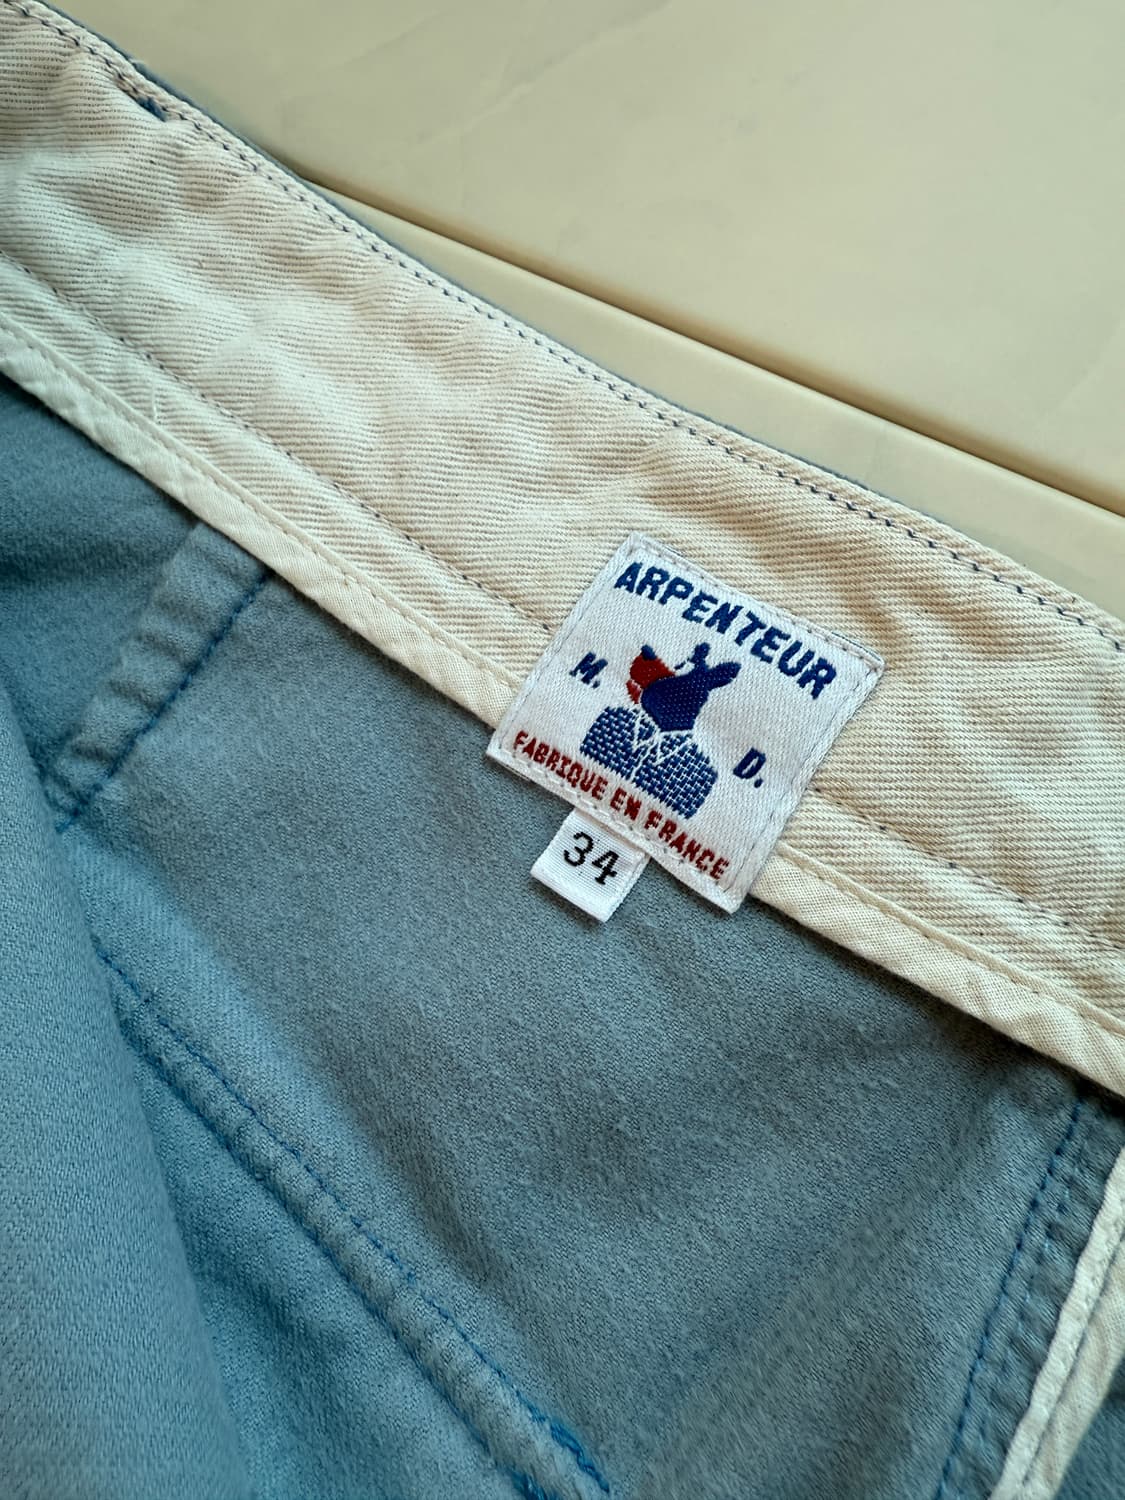 ARPENTEUR
M. D.
FABRIQUE EN FRANCE
34